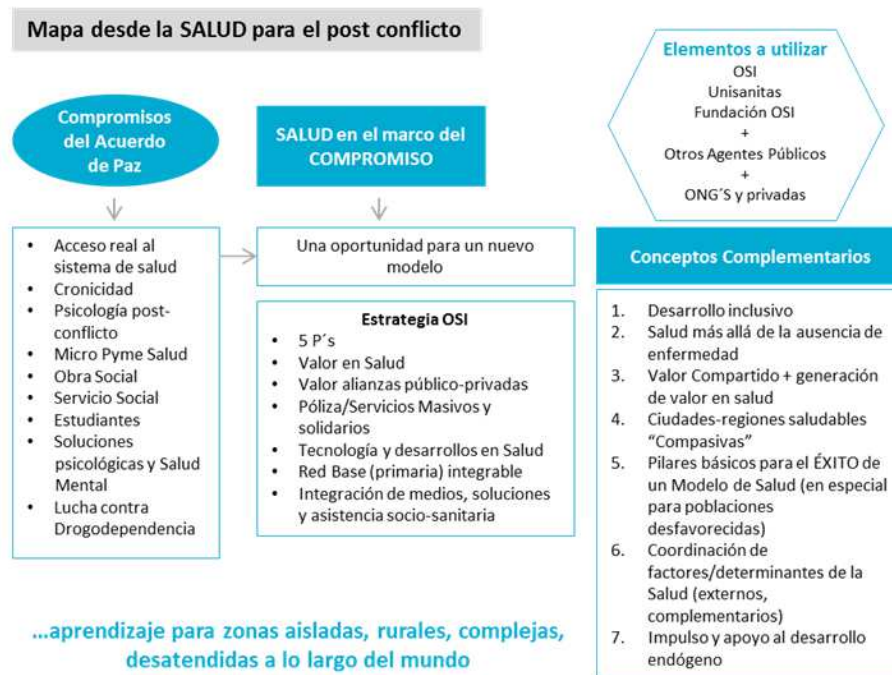 Mapa desde la SALUD para el post conflicto
Compromisos
del Acuerdo
de Paz
• Acceso real al
sistema de salud
• Cronicidad
• Psicología post-
conflicto
• Micro Pyme Salud
• Obra Social
• Servicio Social
• Estudiantes
• Soluciones
psicológicas y Salud
Mental
• Lucha contra
Drogodependencia
SALUD en el marco del
COMPROMISO
Una oportunidad para un nuevo
modelo
Estrategia OSI
• 5 P´s
• Valor en Salud
• Valor alianzas público-privadas
• Póliza/Servicios Masivos y
solidarios
• Tecnología y desarrollos en Salud
• Red Base (primaria) integrable
• Integración de medios, soluciones
y asistencia socio-sanitaria
Elementos a utilizar
OSI
Unisanitas
Fundación OSI
+
Otros Agentes Públicos
+
ONG´S y privadas
Conceptos Complementarios
1. Desarrollo inclusivo
2. Salud más allá de la ausencia de
enfermedad
3. Valor Compartido + generación
de valor en salud
4. Ciudades-regiones saludables
“Compasivas”
5. Pilares básicos para el ÉXITO de
un Modelo de Salud (en especial
para poblaciones
desfavorecidas)
6. Coordinación de
factores/determinantes de la
Salud (externos,
complementarios)
7. Impulso y apoyo al desarrollo
endógeno
...aprendizaje para zonas aisladas, rurales, complejas,
desatendidas a lo largo del mundo